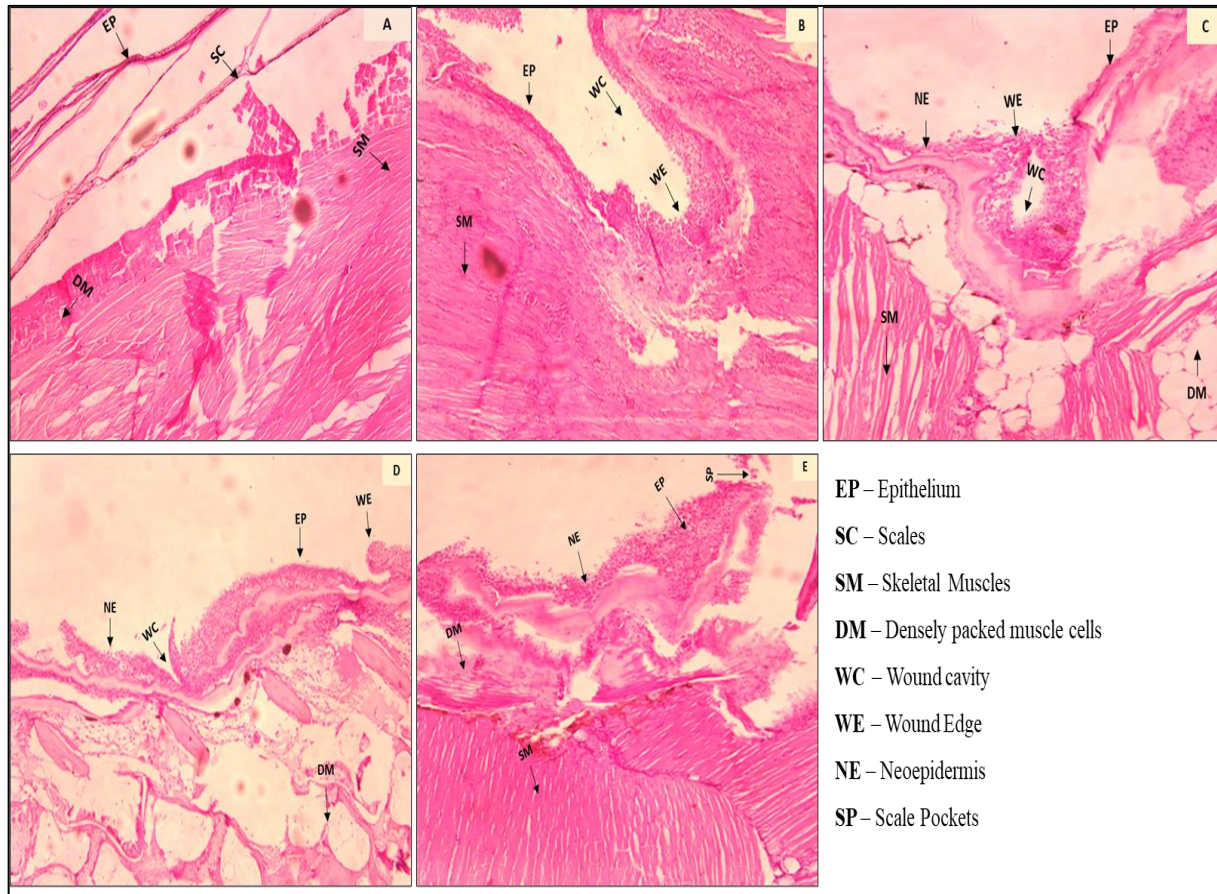 A
EP
SC
SM
DM
B
EP
WC
WE
SM
C
EP
NE
WE
WC
SM
DM
D
WE
EP
NE
WC
DM
E
SP
EP
NE
DM
SM
EP – Epithelium
SC – Scales
SM – Skeletal Muscles
DM – Densely packed muscle cells
WC – Wound cavity
WE – Wound Edge
NE – Neoepidermis
SP – Scale Pockets